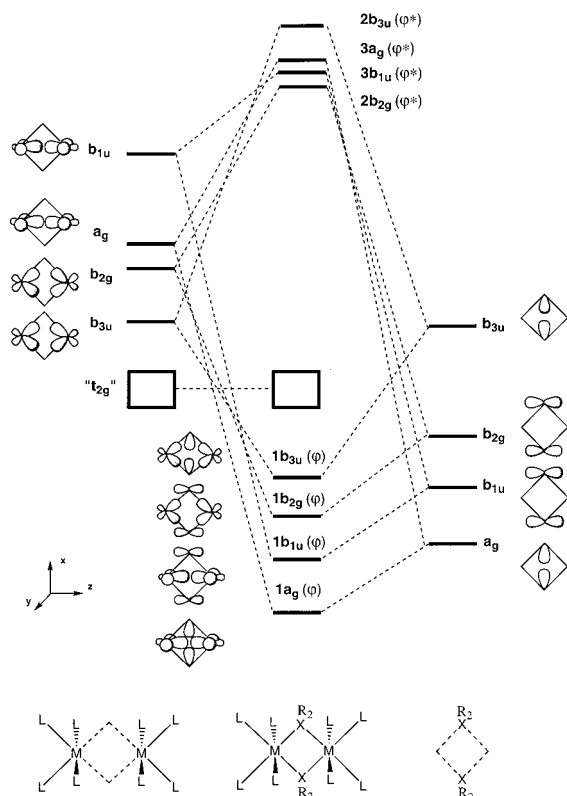 2b3u (φ*)
3ag (φ*)
3b1u (φ*)
2b2g (φ*)
b1u
ag
b2g
b3u
b3u
"t2g"
b2g
1b3u (φ)
1b2g (φ)
b1u
1b1u (φ)
ag
1ag (φ)
x
z
y
R2 R2
L L L L L X L L X
L L L L
M M M M
L L L L L X L L X
L L L L
R2 R2